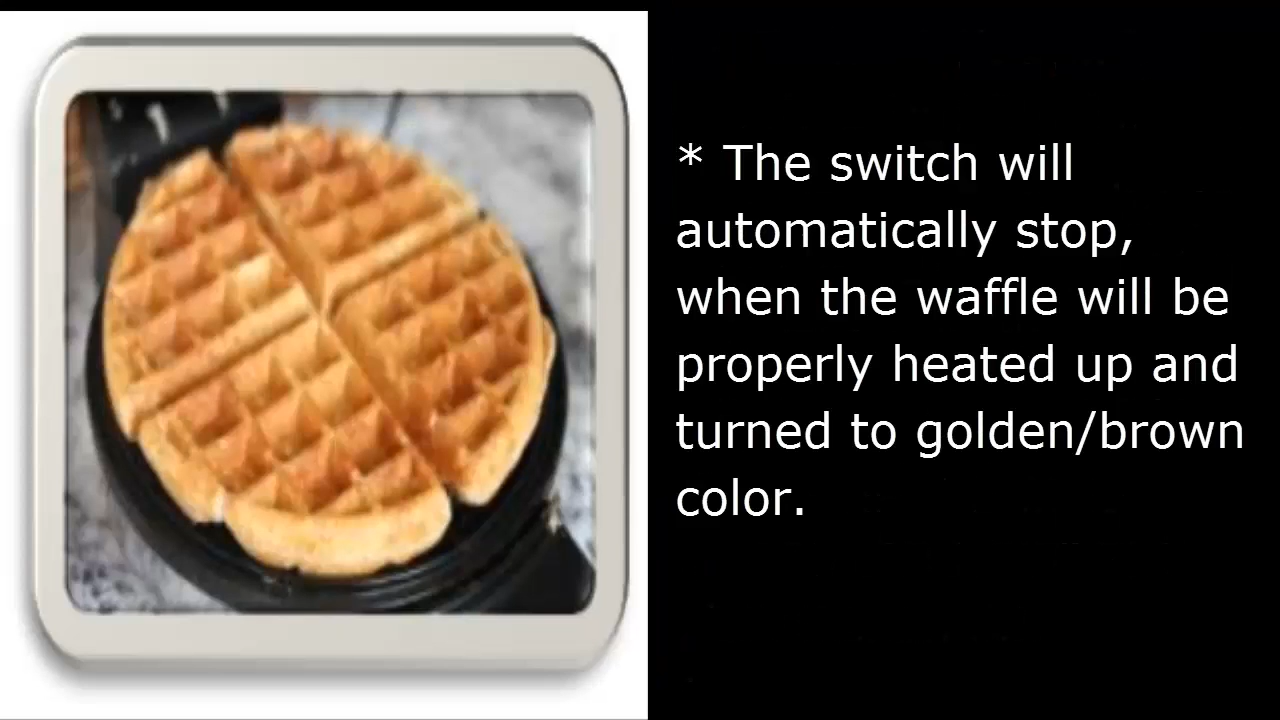 * The switch will
automatically stop,
when the waffle will be
properly heated up and
turned to golden/brown
color.